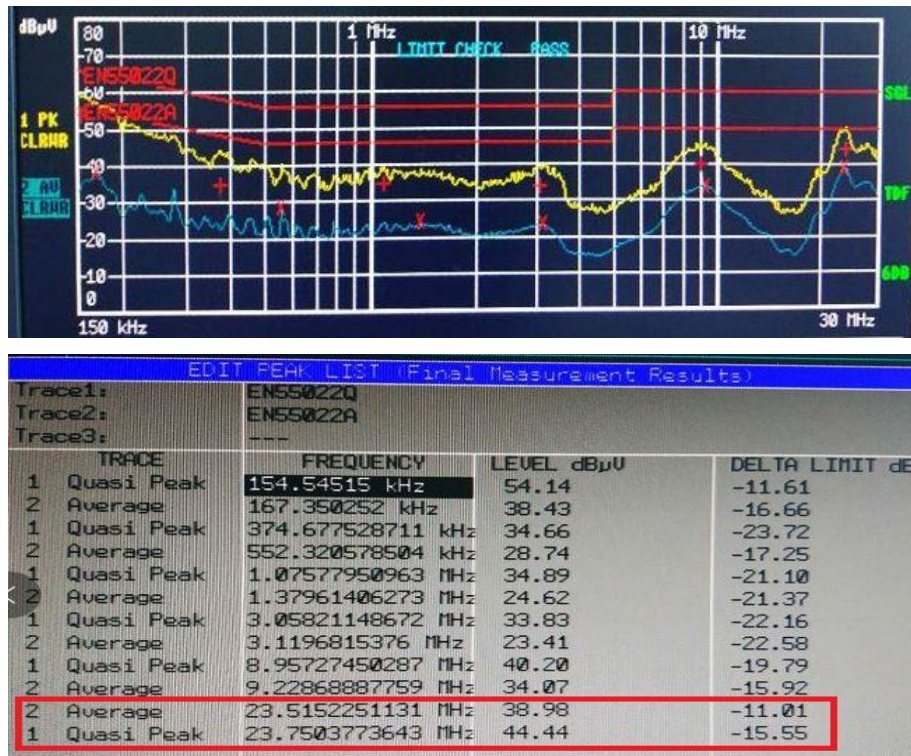 dBµV
80
1 MHz
10 MHz
LIMIT CHECK PASS
-70-
EN55022Q
-60
SGL
EN55022A
1 PK
CLRWR
-50
-40
2 AV
CLRWR
TDF
-30
-20
-10
6DB
0
150 kHz
30 MHz
EDIT PEAK LIST (Final Measurement Results)
Trace1: EN55022Q
Trace2: EN55022A
Trace3: ---
TRACE FREQUENCY LEVEL dBµV DELTA LIMIT dB
1 Quasi Peak 154.54515 kHz 54.14 -11.61
2 Average 167.350252 kHz 38.43 -16.66
1 Quasi Peak 374.677528711 kHz 34.66 -23.72
2 Average 552.320578504 kHz 28.74 -17.25
1 Quasi Peak 1.07577950963 MHz 34.89 -21.10
2 Average 1.37961406273 MHz 24.62 -21.37
1 Quasi Peak 3.05821148672 MHz 33.83 -22.16
2 Average 3.1196815376 MHz 23.41 -22.58
1 Quasi Peak 8.95727450287 MHz 40.20 -19.79
2 Average 9.22868887759 MHz 34.07 -15.92
2 Average 23.5152251131 MHz 38.98 -11.01
1 Quasi Peak 23.7503773643 MHz 44.44 -15.55